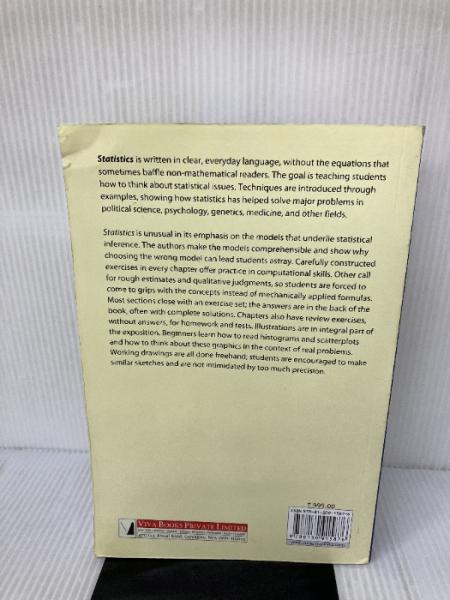 Statistics is written in clear, everyday language, without the equations that
sometimes baffle non-mathematical readers. The goal is teaching students
how to think about statistical issues. Techniques are introduced through
examples, showing how statistics has helped solve major problems in
political science, psychology, genetics, medicine, and other fields.
Statistics is unusual in its emphasis on the models that underlie statistical
inference. The authors make the models comprehensible and show why
choosing the wrong model can lead students astray. Carefully constructed
exercises in every chapter offer practice in computational skills. Other call
for rough estimates and qualitative judgments, so students are forced to
come to grips with the concepts instead of mechanically applied formulas.
Most sections close with an exercise set; the answers are in the back of the
book, often with complete solutions. Chapters also have review exercises,
without answers, for homework and tests. Illustrations are in integral part of
the exposition. Beginners learn how to read histograms and scatterplots
and how to think about these graphics in the context of real problems.
Working drawings are all done freehand; students are encouraged to make
similar sketches and are not intimidated by too much precision.
₹ 995.00
VIVA BOOKS PRIVATE LIMITED